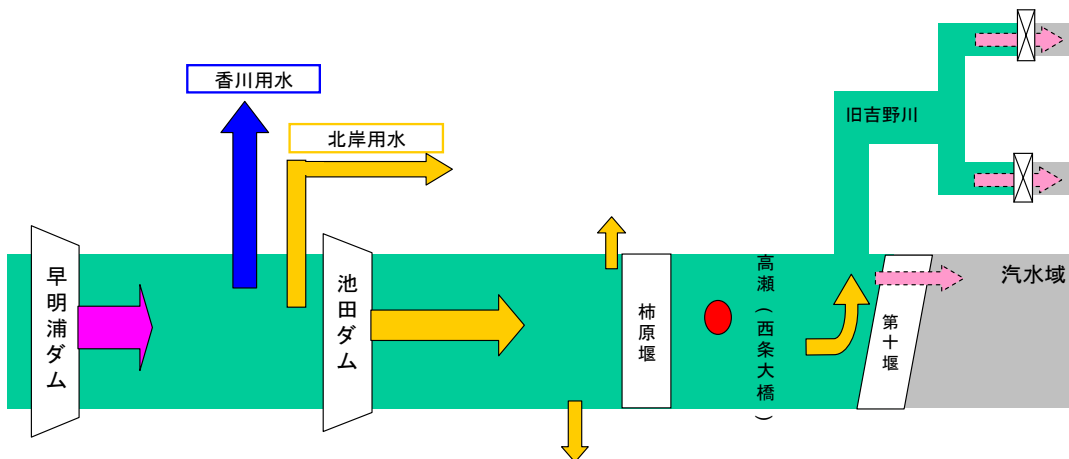 香川用水
北岸用水
旧吉野川
早明浦ダム
池田ダム
柿原堰
高瀬（西条大橋）
第十堰
汽水域